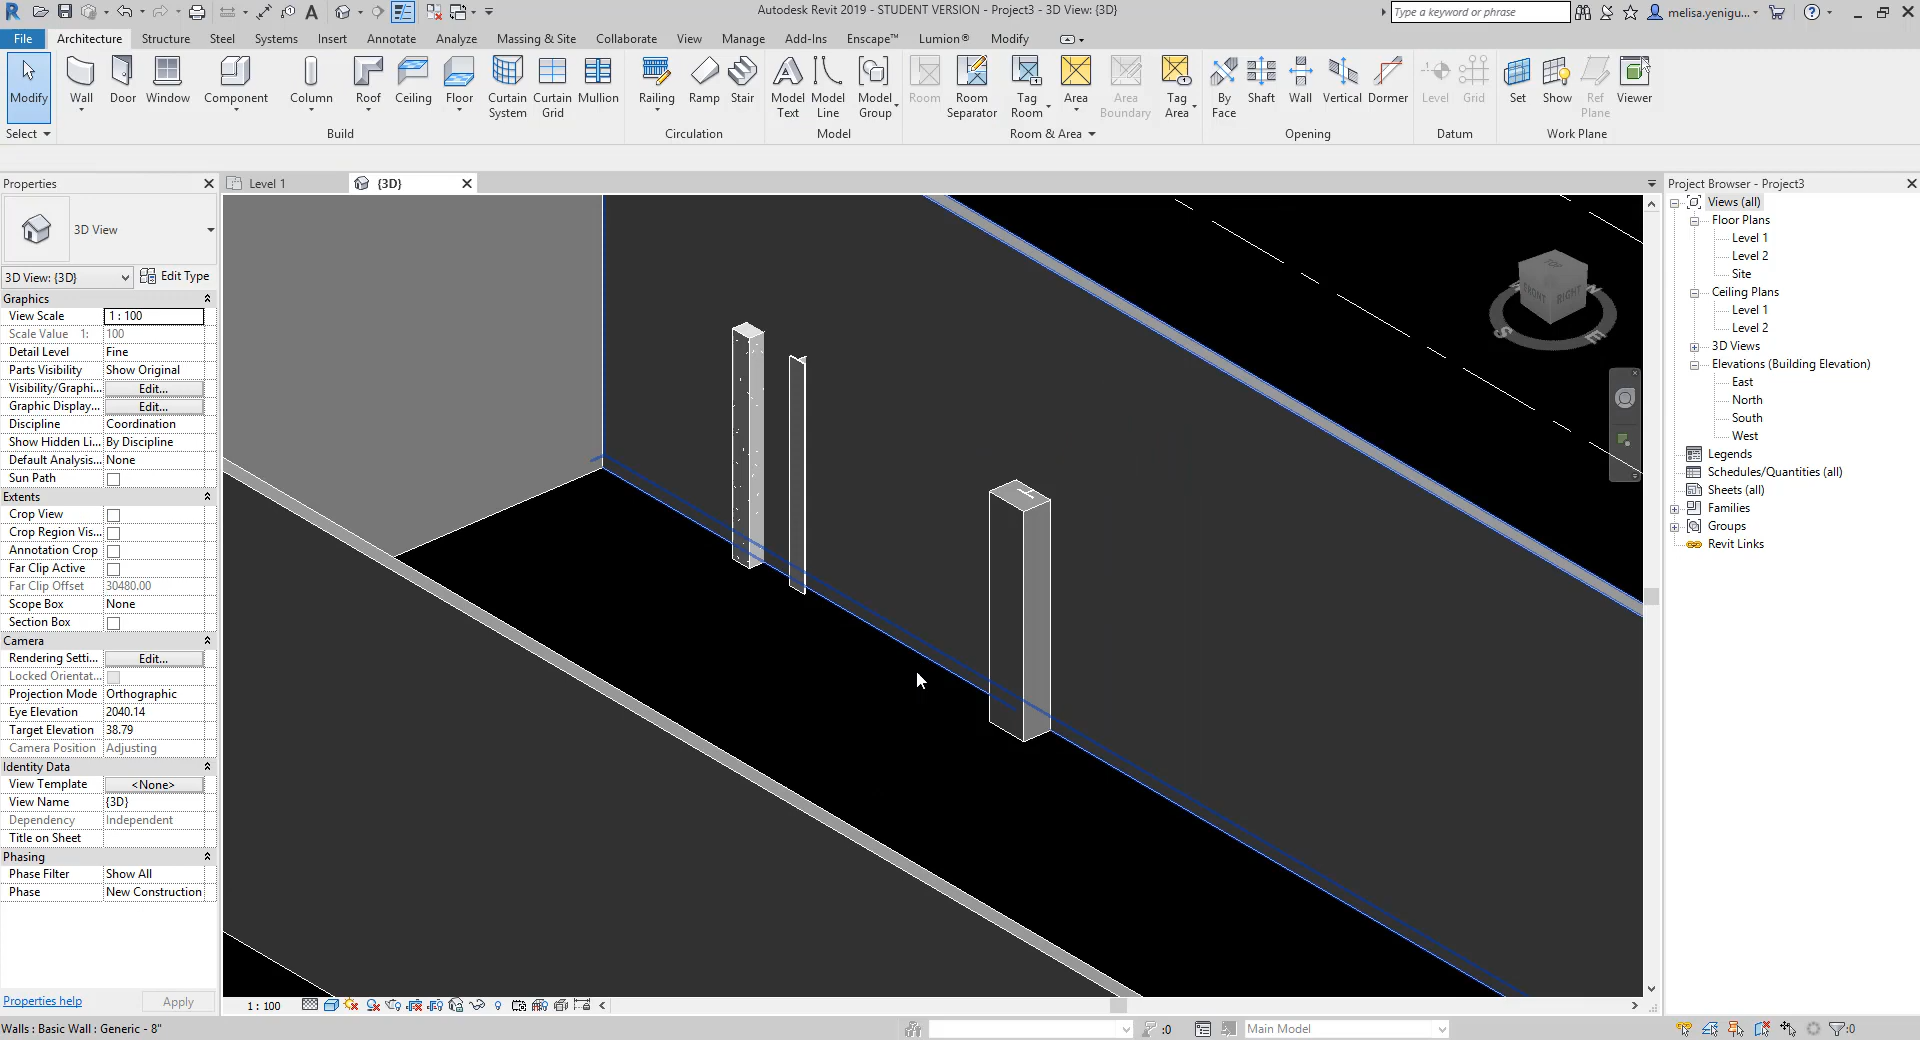 Autodesk Revit 2019 - STUDENT VERSION - Project3 - 3D View: {3D}
Type a keyword or phrase
melisa.yenigu...
File Architecture Structure Steel Systems Insert Annotate Analyze Massing & Site Collaborate View Manage Add-Ins Enscape™ Lumion® Modify
Modify Wall Door Window Component Column Roof Ceiling Floor Curtain System Curtain Grid Mullion Railing Ramp Stair Model Text Model Line Model Group Room Room Separator Tag Room Area Area Boundary Tag Area By Face Shaft Wall Vertical Dormer Level Grid Set Show Ref Plane Viewer
Select Build Circulation Model Room & Area Opening Datum Work Plane
Properties
Level 1
{3D}
Project Browser - Project3
3D View
3D View: {3D}
Edit Type
Graphics
View Scale 1 : 100
Scale Value 1: 100
Detail Level Fine
Parts Visibility Show Original
Visibility/Graphi... Edit...
Graphic Display... Edit...
Discipline Coordination
Show Hidden Li... By Discipline
Default Analysis... None
Sun Path
Extents
Crop View
Crop Region Vis...
Annotation Crop
Far Clip Active
Far Clip Offset 30480.00
Scope Box None
Section Box
Camera
Rendering Setti... Edit...
Locked Orientat...
Projection Mode Orthographic
Eye Elevation 2040.14
Target Elevation 38.79
Camera Position Adjusting
Identity Data
View Template <None>
View Name {3D}
Dependency Independent
Title on Sheet
Phasing
Phase Filter Show All
Phase New Construction
Properties help
Apply
TOP
FRONT
RIGHT
S
E
Views (all)
Floor Plans
Level 1
Level 2
Site
Ceiling Plans
Level 1
Level 2
3D Views
Elevations (Building Elevation)
East
North
South
West
Legends
Schedules/Quantities (all)
Sheets (all)
Families
Groups
Revit Links
1 : 100
Walls : Basic Wall : Generic - 8"
:0
Main Model
:0